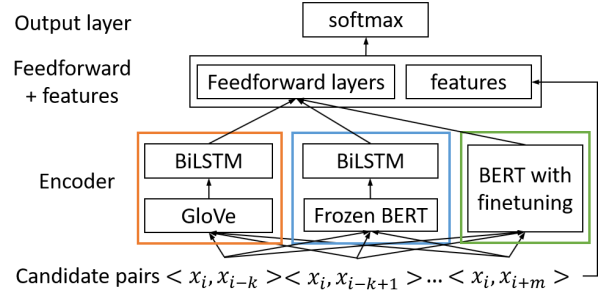 Output layer softmax
Feedforward + features Feedforward layers features
Encoder
BiLSTM BiLSTM BERT with finetuning
GloVe Frozen BERT
Candidate pairs < x_i, x_{i-k} > < x_i, x_{i-k+1} > ... < x_i, x_{i+m} >